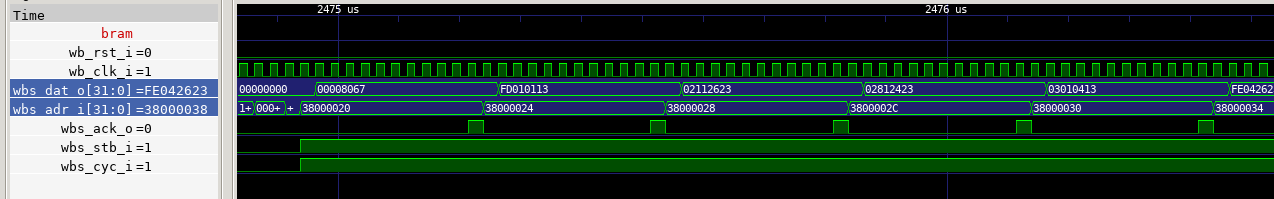 Time 2475 us 2476 us
bram
wb_rst_i=0
wb_clk_i=1
wbs_dat_o[31:0]=FE042623 00000000 00008067 FD010113 02112623 02812423 03010413 FE04262
wbs_adr_i[31:0]=38000038 1+ 000+ + 38000020 38000024 38000028 3800002C 38000030 38000034
wbs_ack_o=0
wbs_stb_i=1
wbs_cyc_i=1